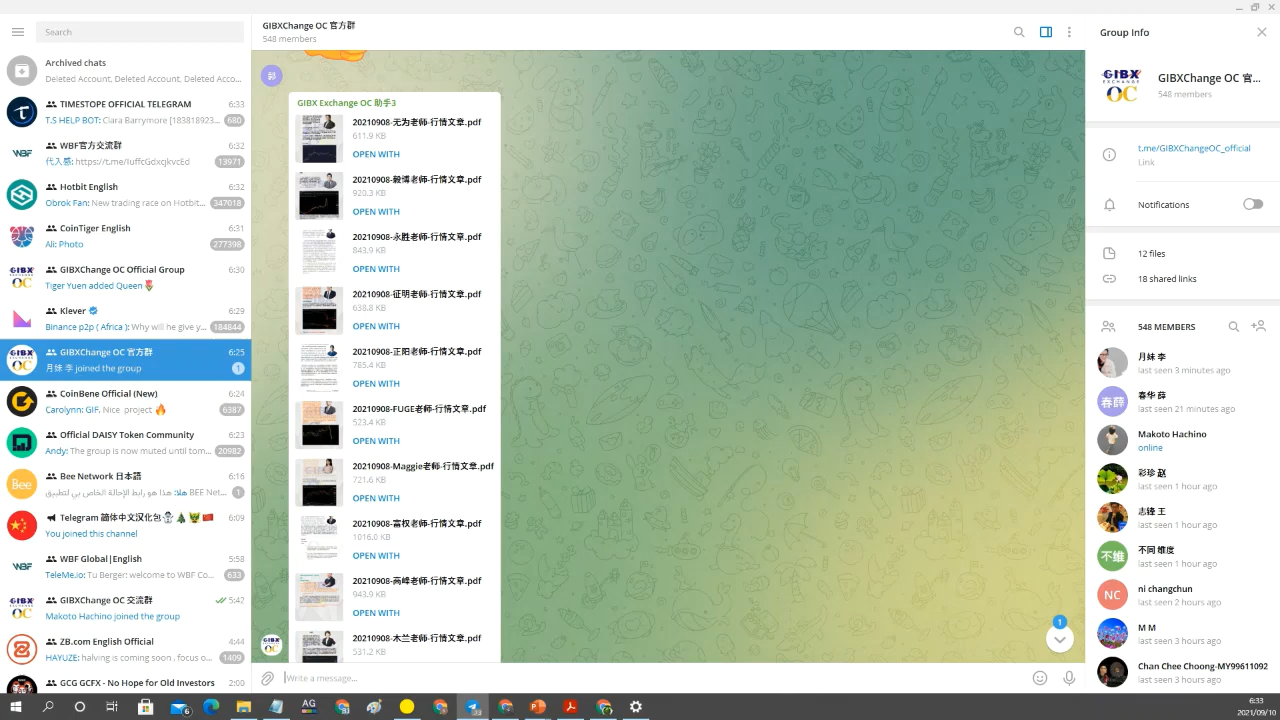 Search
Archived chats
Deleted Account, Deleted Account, Deleted Acco...
TIMESTOPE OFFICIAL TELEGRAM 6:33
T.S HELP BOT: Clara Barrymore [183818923... 680
WBF官方交流群 6:32
13971
Hotbit English 6:32
Obrok Fan: New trading race on Hotbit... 347018
CoinTiger English 6:31
Ali: Photo 277398
GIBXChange OC Official Group 6:30
Tiger Yuen added Queen
Klever 6:29
Binance p2p ( Africa ): Why will he give y... 184844
GIBXChange OC 官方群 6:25
joined the group 1
CoinBene Official (New) 6:24
Carolynn: GIF, Nice project 🔥 6387
Official DABY Token Community 6:23
Andy: The group is now muted until tom... 20982
Bee Network 日本語 6:16
1
Telegram 简体中文汉化包 6:09
You joined this channel
WBF Global|English 5:58
TeleMe.io: Tu Bergess welcome to WBF Co... 633
GIBXChange OC 交流群 5:42
Makoto Hachino joined the group
ZB.com English Official 4:44
HAYUZE: halving is coming soon , focus o... 1409
GCG GCFX - No Hope for Old Investors 2:00
GIBXChange OC 官方群
548 members
GIBX Exchange OC 助手3
20210908-无为老师-行情文章.pdf
611.9 KB
OPEN WITH
20210908-毅博老师-行情文章.pdf
920.3 KB
OPEN WITH
20210908-永胜老师-行情文章.pdf
843.9 KB
OPEN WITH
20210908-征明老师-行情文章.pdf
638.8 KB
OPEN WITH
20210908-正阳老师-行情文章.pdf
785.4 KB
OPEN WITH
20210908-FUGE老师-行情文章.pdf
523.4 KB
OPEN WITH
20210908-Maggie老师-行情文章.pdf
721.6 KB
OPEN WITH
20210908-富权老师-行情文章.pdf
1016.0 KB
OPEN WITH
20210908-高峰老师-行情文章.pdf
943.9 KB
OPEN WITH
20210908-木兰老师-行情文章.pdf
531.2 KB
1
Write a message...
Group Info
GIBXChange OC 官...
548 members
t.me/GIBXChangeOC_official
Link
Notifications
12 files
18 shared links
548 MEMBERS
月林 李
last seen minutes ago
春薛
春华 薛
last seen 21 minutes ago
Makoto Hachino
online
彩珍 赵
last seen 1 hour ago
志锋 王
last seen 1 hour ago
不维
不同 维度
last seen 2 hours ago
NC
ni changchun
last seen 2 hours ago
M M
last seen 3 hours ago
Chan Chee Choong-MY99611092
last seen 3 hours ago
6:33
2021/09/10